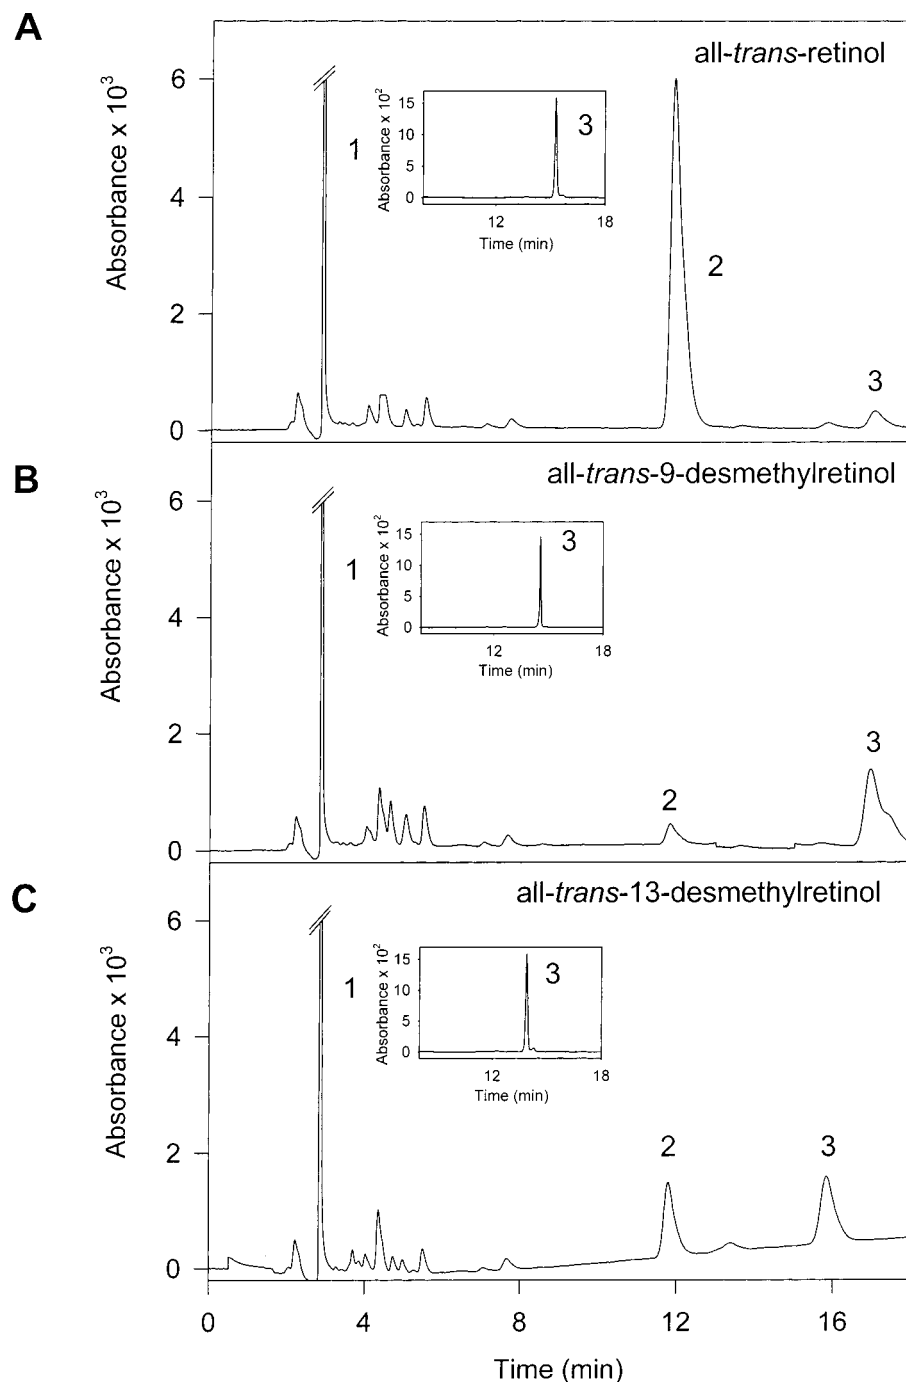 A
all-trans-retinol
Absorbance x 10³
6
4
2
0
1
2
3
Absorbance x 10²
15
10
5
0
3
12
18
Time (min)
B
all-trans-9-desmethylretinol
Absorbance x 10³
6
4
2
0
1
2
3
Absorbance x 10²
15
10
5
0
3
12
18
Time (min)
C
all-trans-13-desmethylretinol
Absorbance x 10³
6
4
2
0
1
2
3
Absorbance x 10²
15
10
5
0
3
12
18
Time (min)
0 4 8 12 16
Time (min)